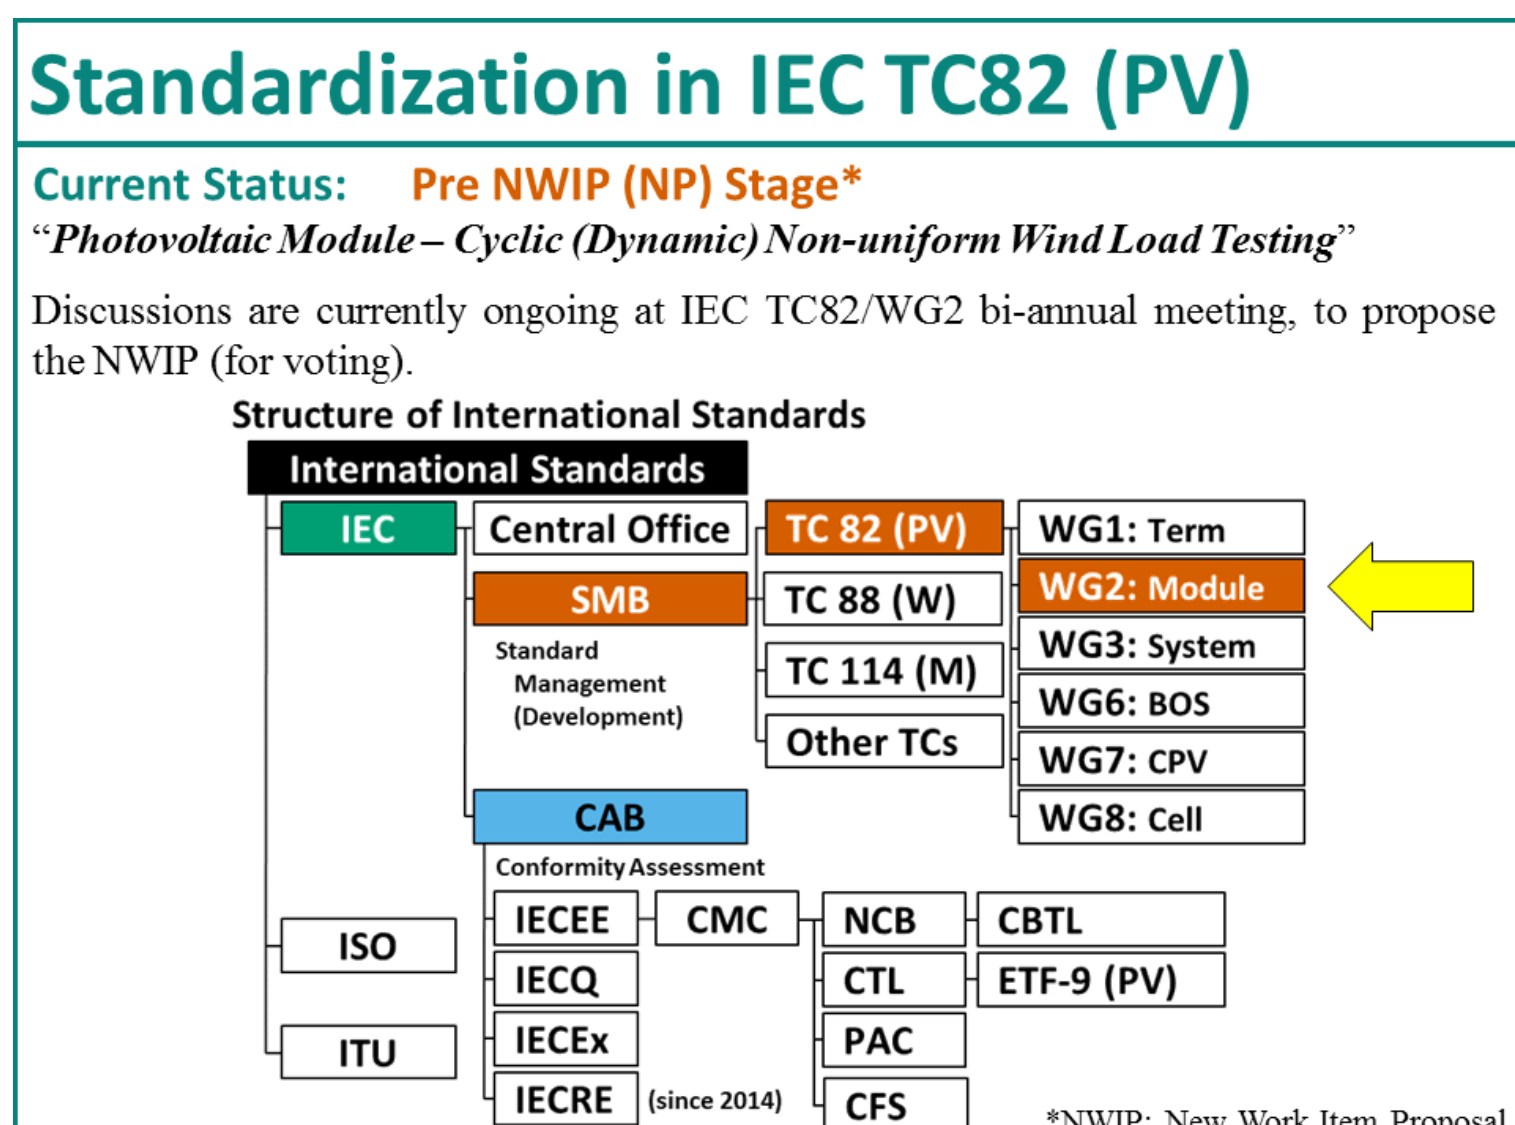 Standardization in IEC TC82 (PV)
Current Status: Pre NWIP (NP) Stage*
“Photovoltaic Module – Cyclic (Dynamic) Non-uniform Wind Load Testing”
Discussions are currently ongoing at IEC TC82/WG2 bi-annual meeting, to propose
the NWIP (for voting).
Structure of International Standards
International Standards
IEC
Central Office
TC 82 (PV)
WG1: Term
WG2: Module
SMB
TC 88 (W)
WG3: System
Standard
Management
(Development)
TC 114 (M)
WG6: BOS
Other TCs
WG7: CPV
CAB
WG8: Cell
Conformity Assessment
IECEE
CMC
NCB
CBTL
ISO
IECQ
CTL
ETF-9 (PV)
ITU
IECEx
PAC
IECRE
(since 2014)
CFS
*NWIP: New Work Item Proposal